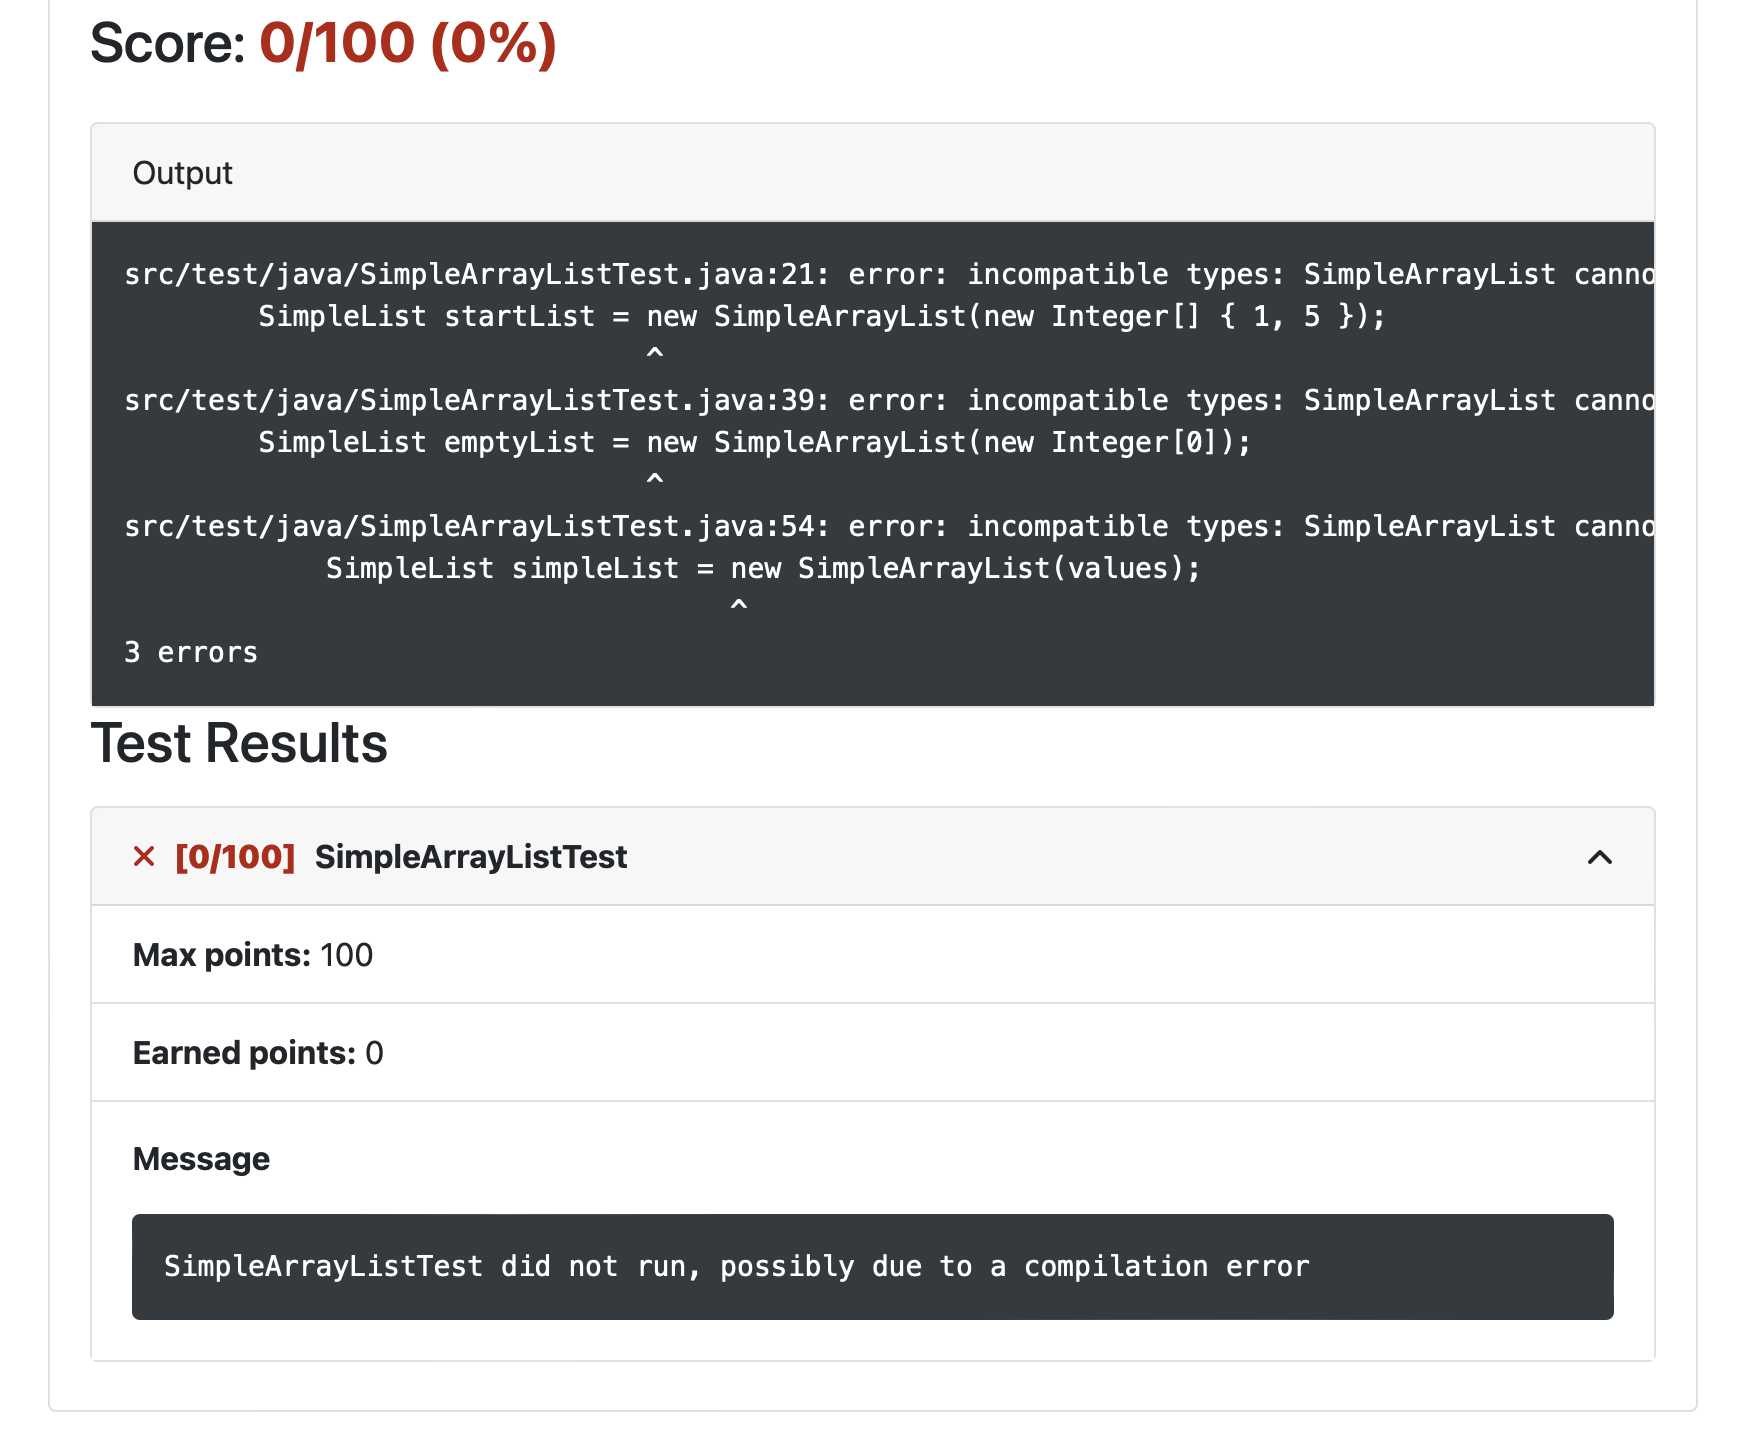 Score: 0/100 (0%)
Output
src/test/java/SimpleArrayListTest.java:21: error: incompatible types: SimpleArrayList canno
SimpleList startList = new SimpleArrayList(new Integer[] { 1, 5 });
^
src/test/java/SimpleArrayListTest.java:39: error: incompatible types: SimpleArrayList canno
SimpleList emptyList = new SimpleArrayList(new Integer[0]);
^
src/test/java/SimpleArrayListTest.java:54: error: incompatible types: SimpleArrayList canno
SimpleList simpleList = new SimpleArrayList(values);
^
3 errors
Test Results
× [0/100] SimpleArrayListTest
Max points: 100
Earned points: 0
Message
SimpleArrayListTest did not run, possibly due to a compilation error